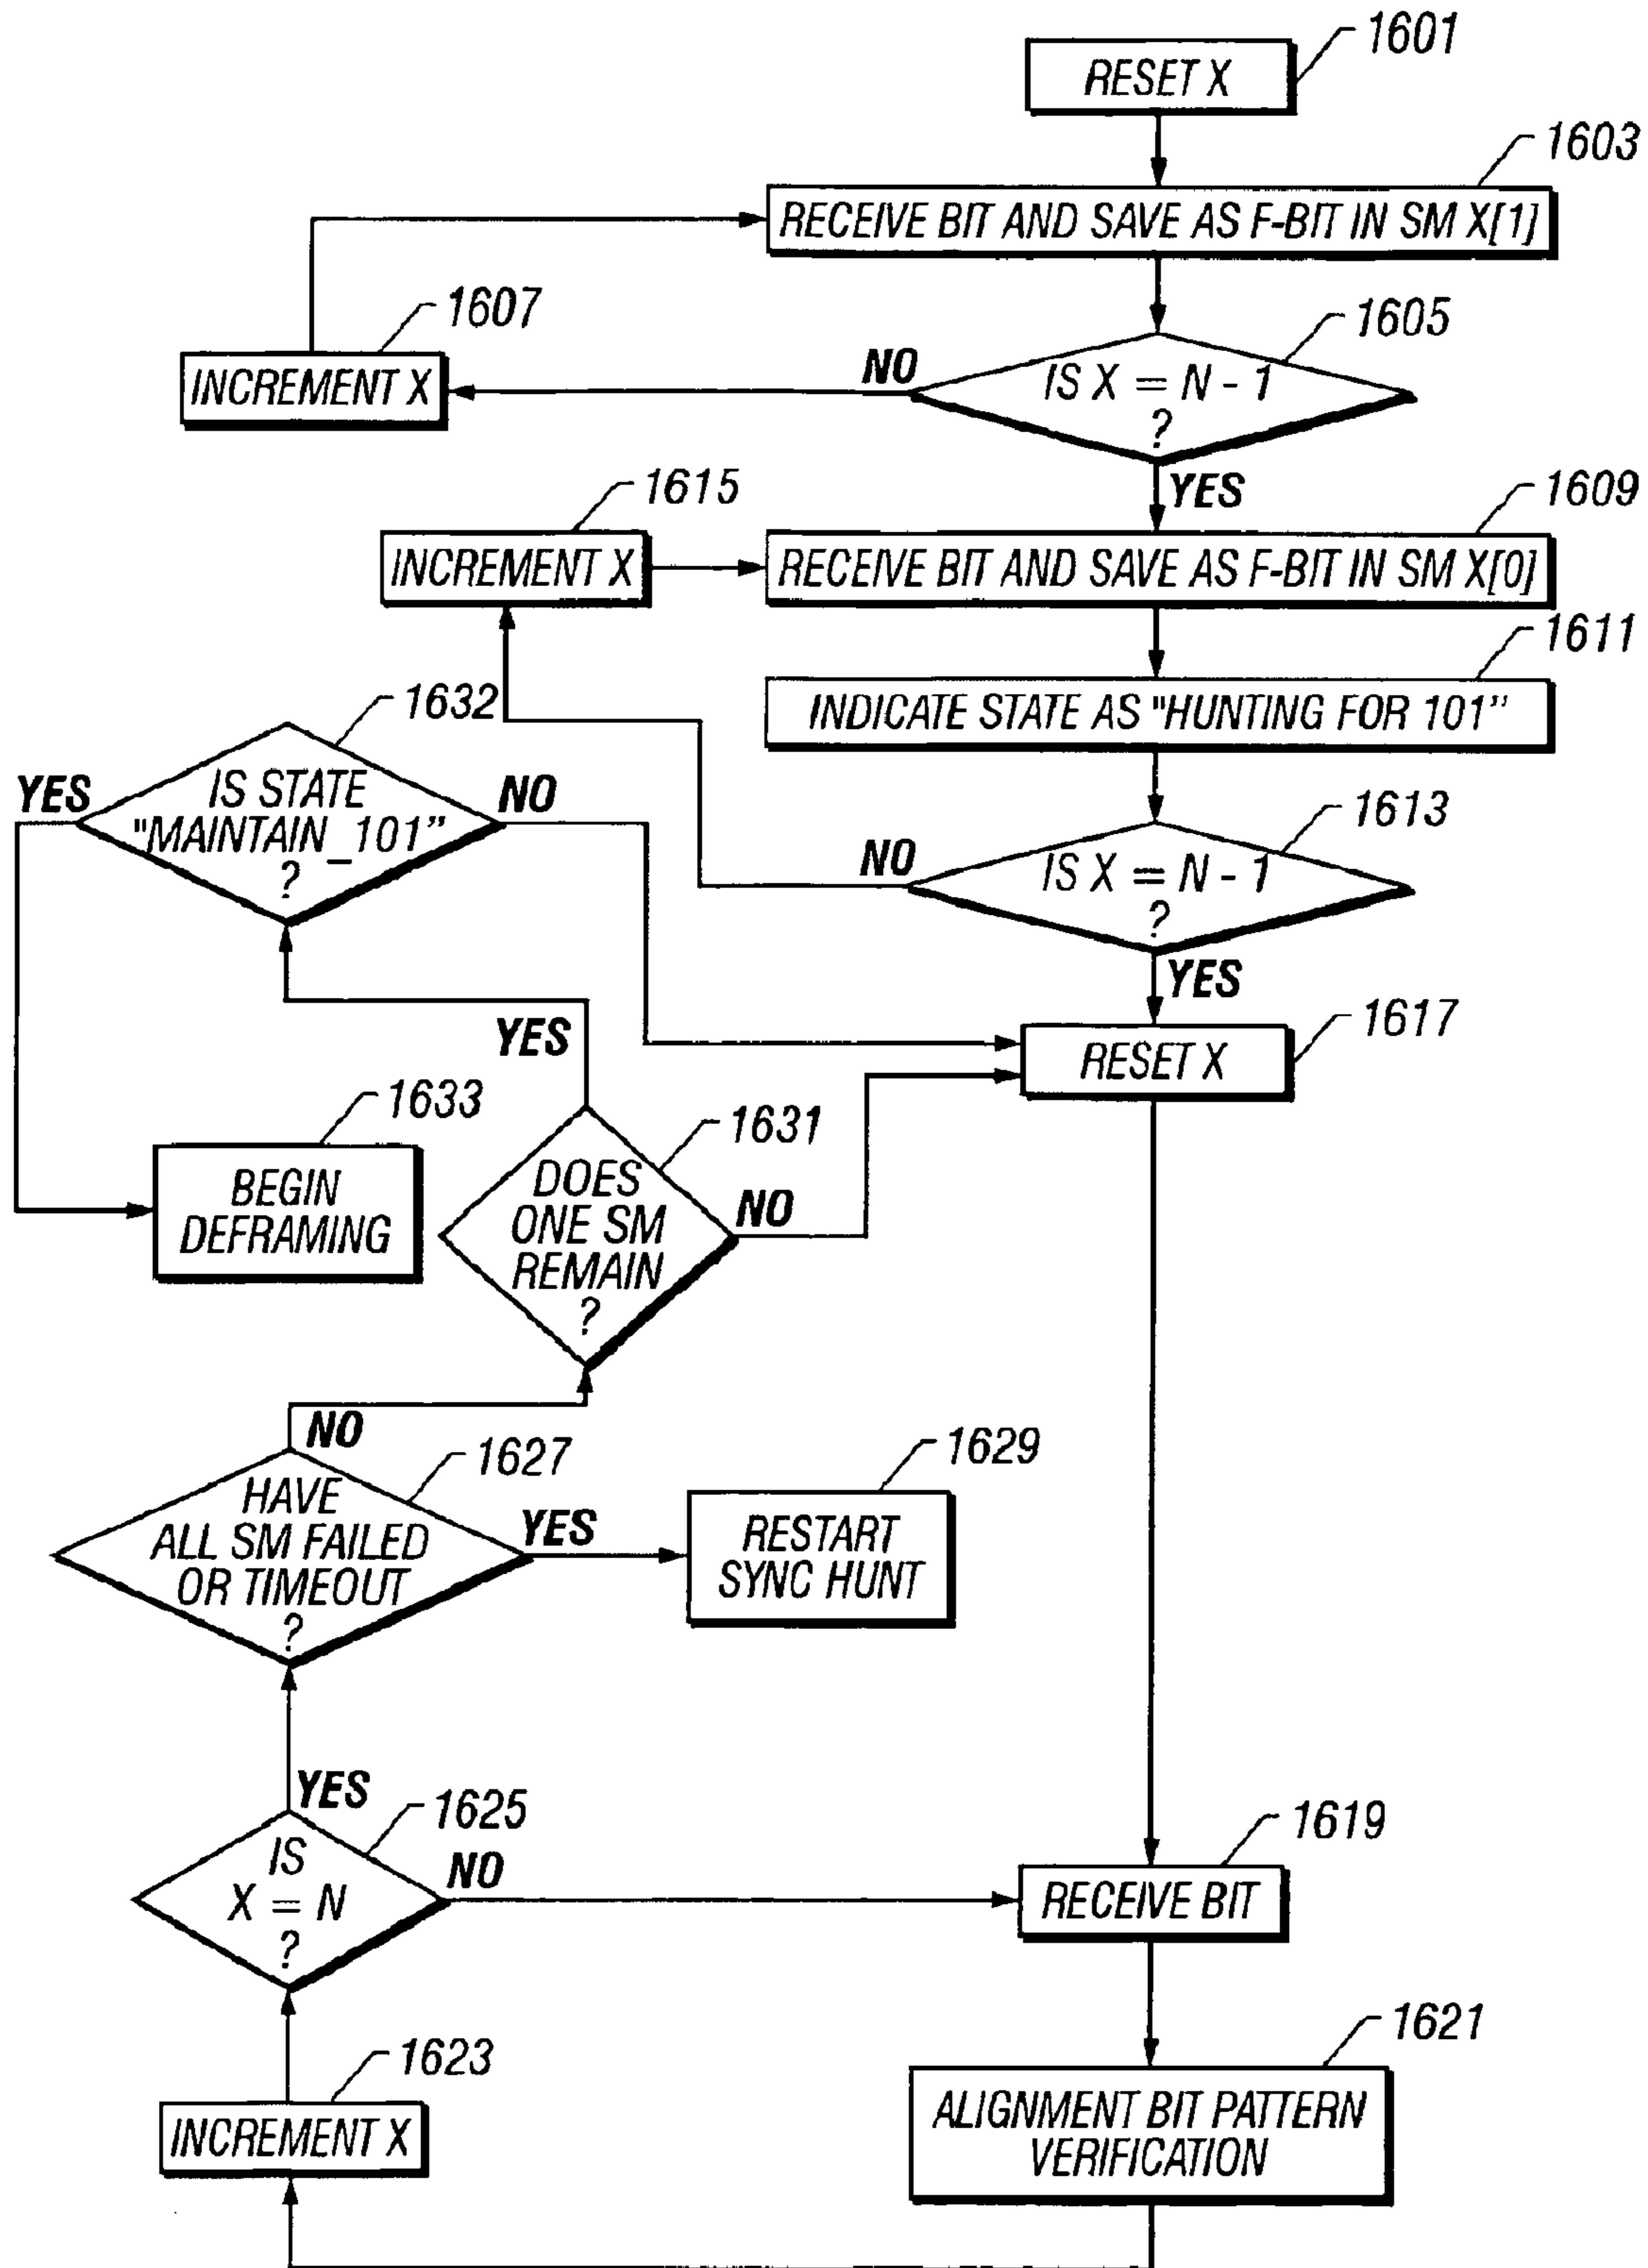 1601
RESET X
1603
RECEIVE BIT AND SAVE AS F-BIT IN SM X[1]
1607
INCREMENT X
1605
NO
IS X = N - 1
?
YES
1615
INCREMENT X
1609
RECEIVE BIT AND SAVE AS F-BIT IN SM X[0]
1611
INDICATE STATE AS "HUNTING FOR 101"
1632
YES
IS STATE
"MAINTAIN_101"
?
NO
1613
NO
IS X = N - 1
?
YES
1617
RESET X
YES
1633
BEGIN
DEFRAMING
1631
DOES
ONE SM
REMAIN
?
NO
NO
1627
HAVE
ALL SM FAILED
OR TIMEOUT
?
YES
1629
RESTART
SYNC HUNT
YES
1625
IS
X = N
?
NO
1619
RECEIVE BIT
1623
INCREMENT X
1621
ALIGNMENT BIT PATTERN
VERIFICATION